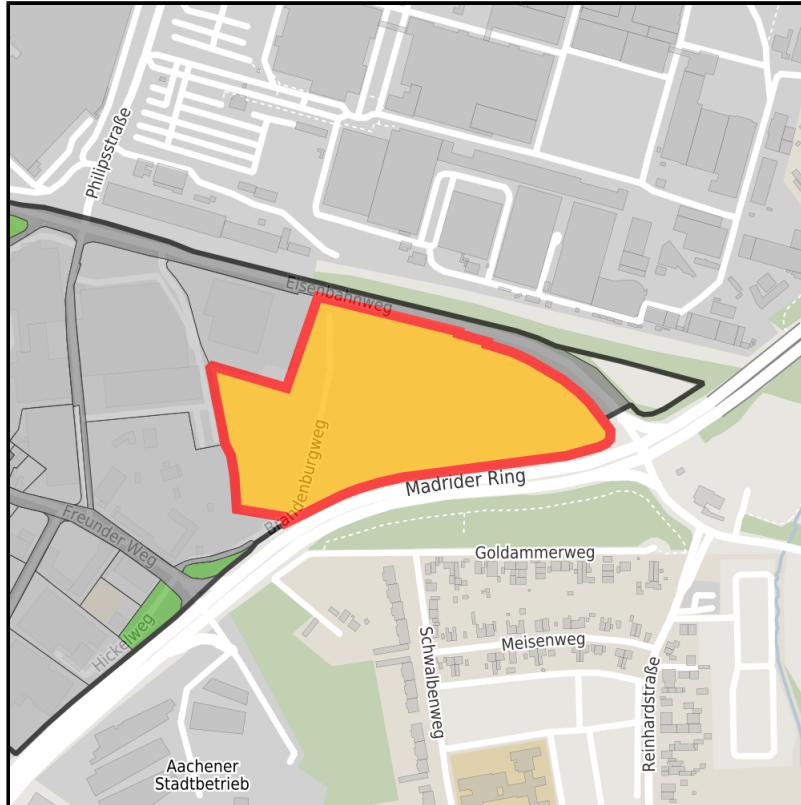 Philipsstraße
Eisenbahnweg
Brandenburgweg
Madrider Ring
Freunder Weg
Goldammerweg
Hickelweg
Schwalbenweg
Meisenweg
Reinhardstraße
Aachener
Stadtbetrieb